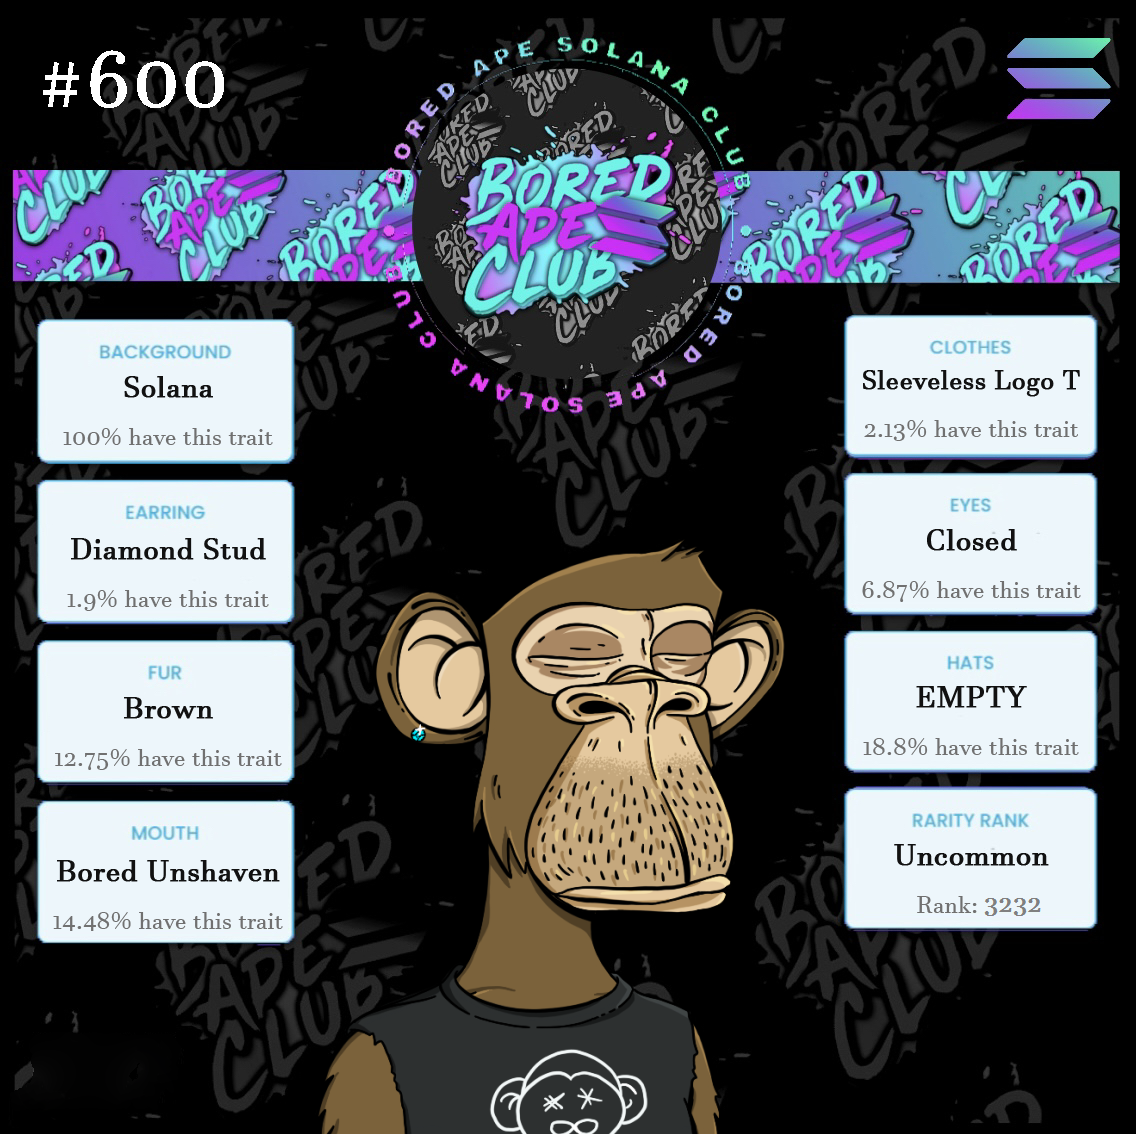 #600
BORED APE SOLANA CLUB
BORED APE SOLANA CLUB
BORED
APE
CLUB
BACKGROUND
Solana
100% have this trait
EARRING
Diamond Stud
1.9% have this trait
FUR
Brown
12.75% have this trait
MOUTH
Bored Unshaven
14.48% have this trait
CLOTHES
Sleeveless Logo T
2.13% have this trait
EYES
Closed
6.87% have this trait
HATS
EMPTY
18.8% have this trait
RARITY RANK
Uncommon
Rank: 3232